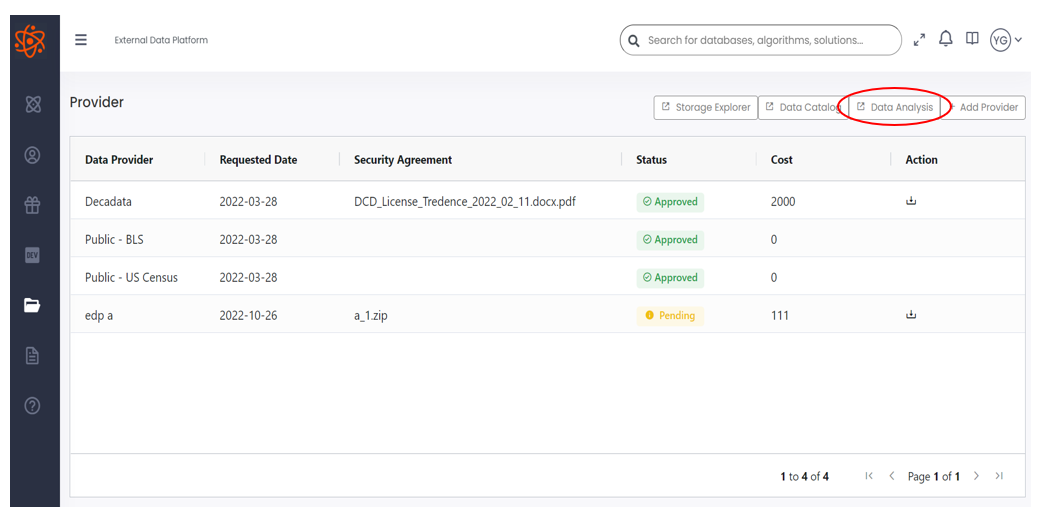 External Data Platform
Search for databases, algorithms, solutions...
YG
Provider
Storage Explorer
Data Catalog
Data Analysis
+ Add Provider
Data Provider Requested Date Security Agreement Status Cost Action
Decadata 2022-03-28 DCD_License_Tredence_2022_02_11.docx.pdf Approved 2000
Public - BLS 2022-03-28 Approved 0
DEV
Public - US Census 2022-03-28 Approved 0
edp a 2022-10-26 a_1.zip Pending 111
1 to 4 of 4 Page 1 of 1